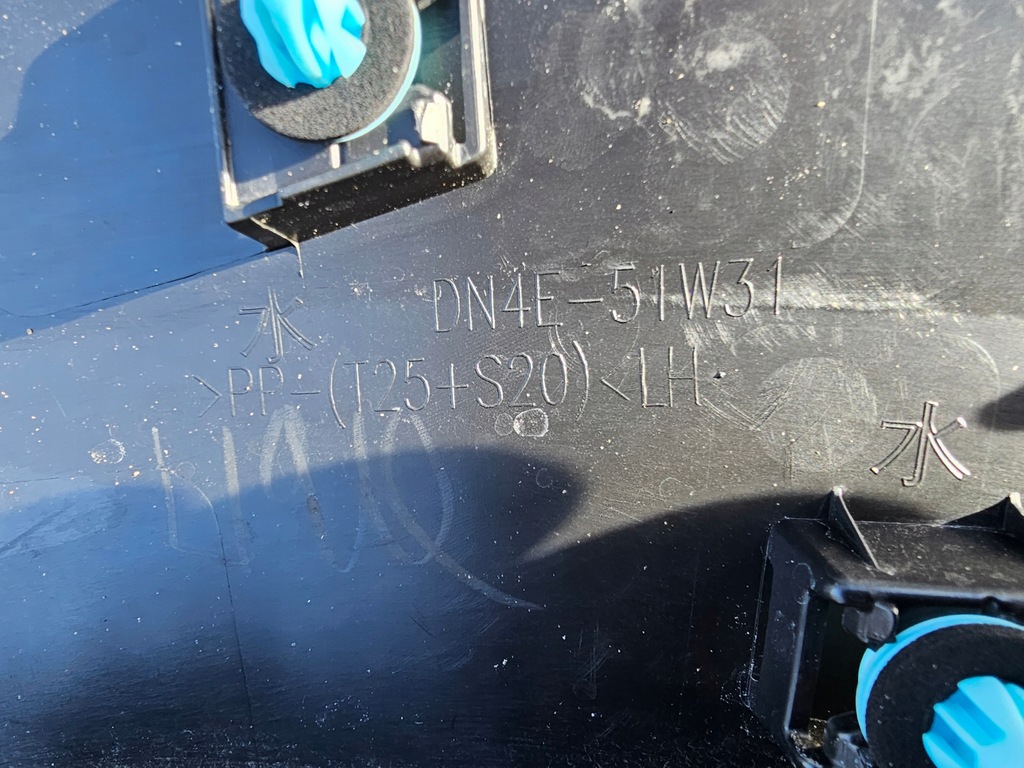 DN4E-51W31
水
>PP-(T25+S20)<LH
水